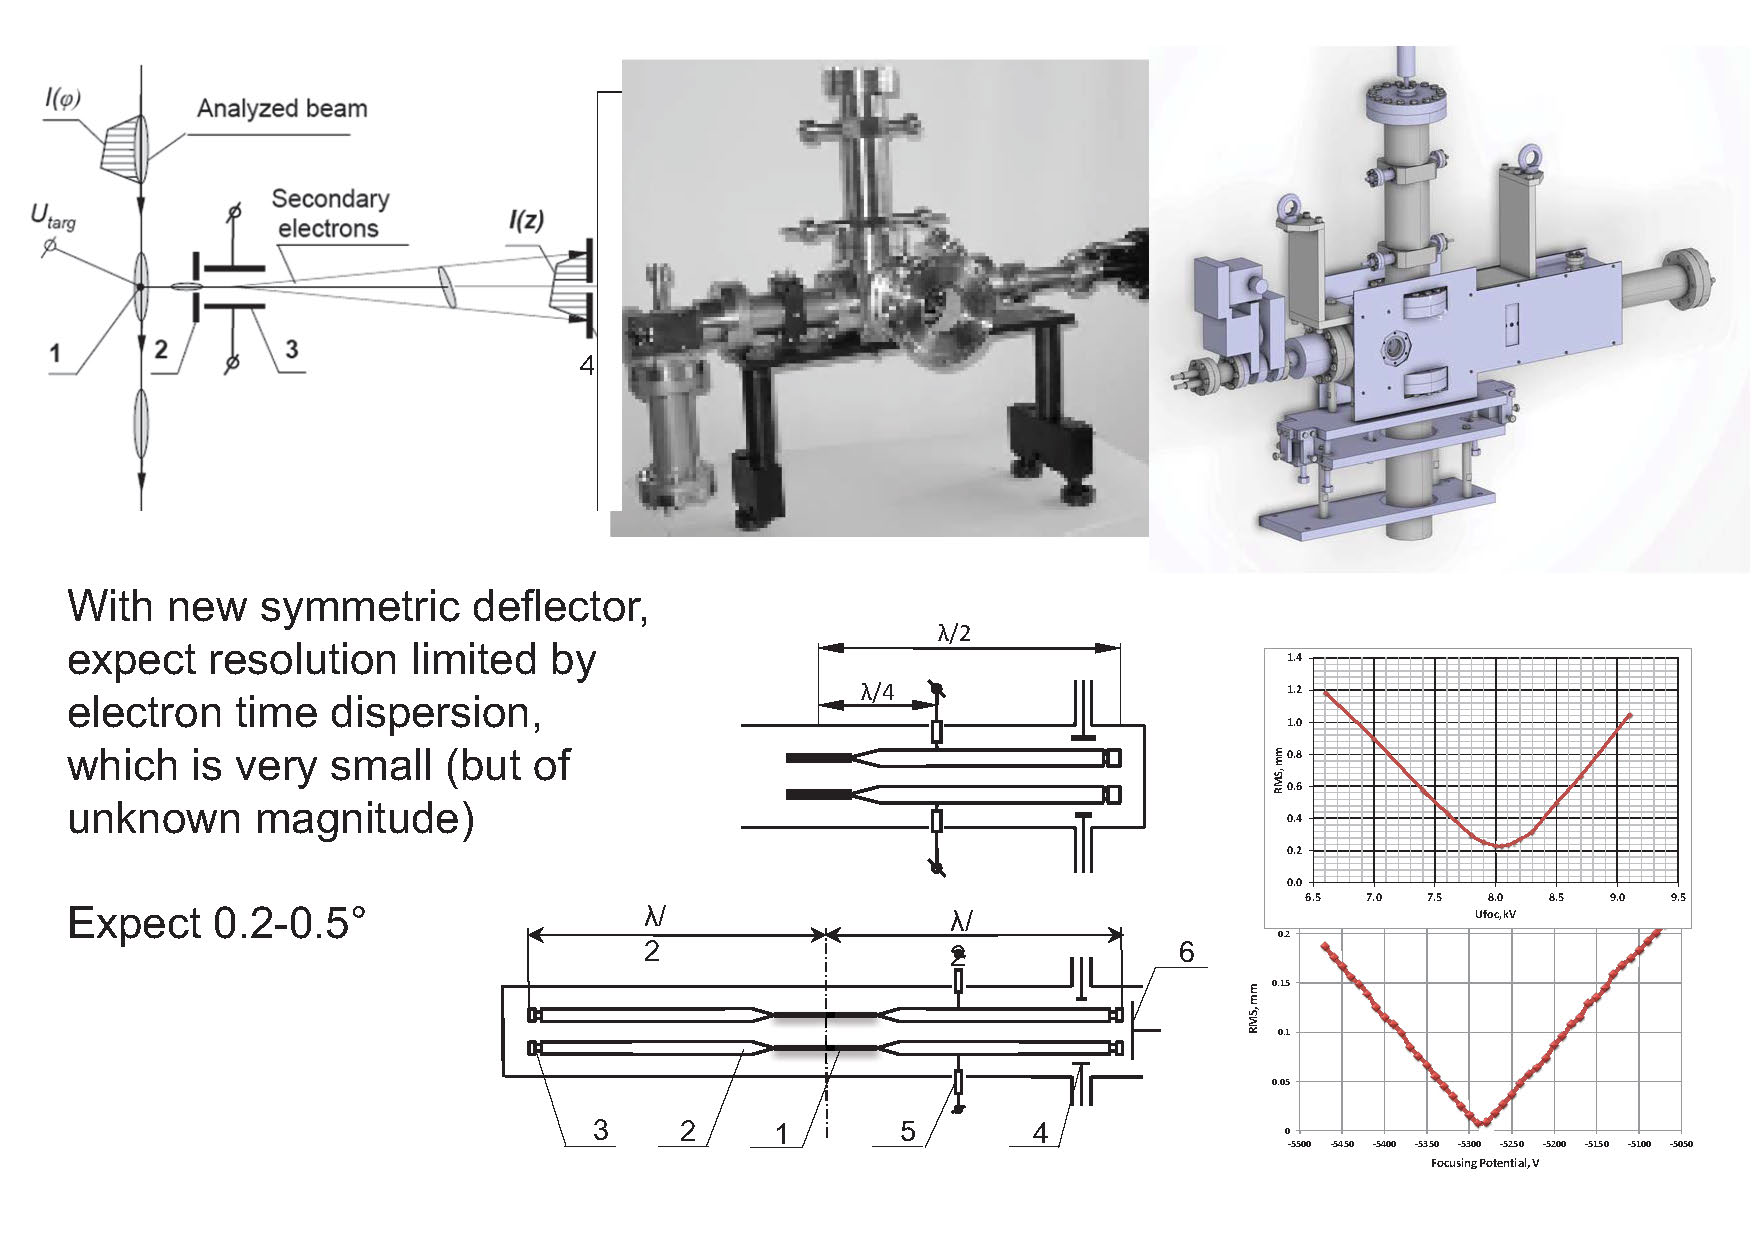 I(φ)
Analyzed beam
U targ
Secondary
electrons
I(z)
1
2
3
4
With new symmetric deflector,
expect resolution limited by
electron time dispersion,
which is very small (but of
unknown magnitude)
Expect 0.2-0.5°
λ/2
λ/4
λ/
2
λ/
2
6
3
2
1
5
4
1.4
1.2
1.0
0.8
0.6
0.4
0.2
0.0
RMS, mm
6.5 7.0 7.5 8.0 8.5 9.0 9.5
Ufoc, kV
0.2
0.15
0.1
0.05
0
RMS, mm
-5500 -5450 -5400 -5350 -5300 -5250 -5200 -5150 -5100 -5050
Focusing Potential, V